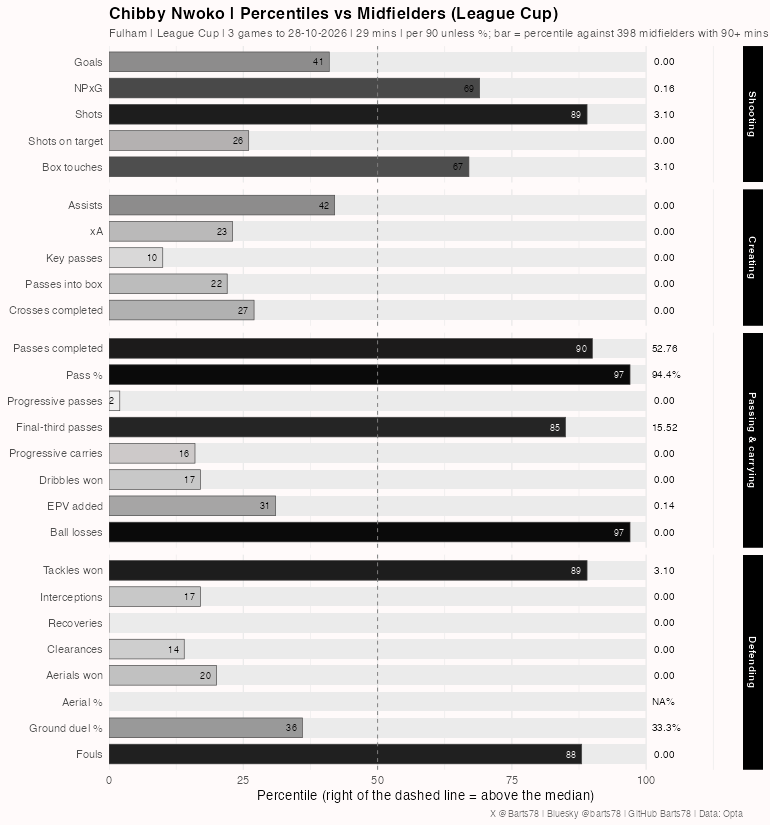 Chibby Nwoko | Percentiles vs Midfielders (League Cup)
Fulham | League Cup | 3 games to 28-10-2026 | 29 mins | per 90 unless %; bar = percentile against 398 midfielders with 90+ mins
Goals 41 0.00
NPxG 69 0.16
Shots 89 3.10
Shots on target 26 0.00
Box touches 67 3.10
Shooting
Assists 42 0.00
xA 23 0.00
Key passes 10 0.00
Passes into box 22 0.00
Crosses completed 27 0.00
Creating
Passes completed 90 52.76
Pass % 97 94.4%
Progressive passes 2 0.00
Final-third passes 85 15.52
Progressive carries 16 0.00
Dribbles won 17 0.00
EPV added 31 0.14
Ball losses 97 0.00
Passing & carrying
Tackles won 89 3.10
Interceptions 17 0.00
Recoveries 0.00
Clearances 14 0.00
Aerials won 20 0.00
Aerial % NA%
Ground duel % 36 33.3%
Fouls 88 0.00
Defending
0 25 50 75 100
Percentile (right of the dashed line = above the median)
X @Barts78 | Bluesky @barts78 | GitHub Barts78 | Data: Opta